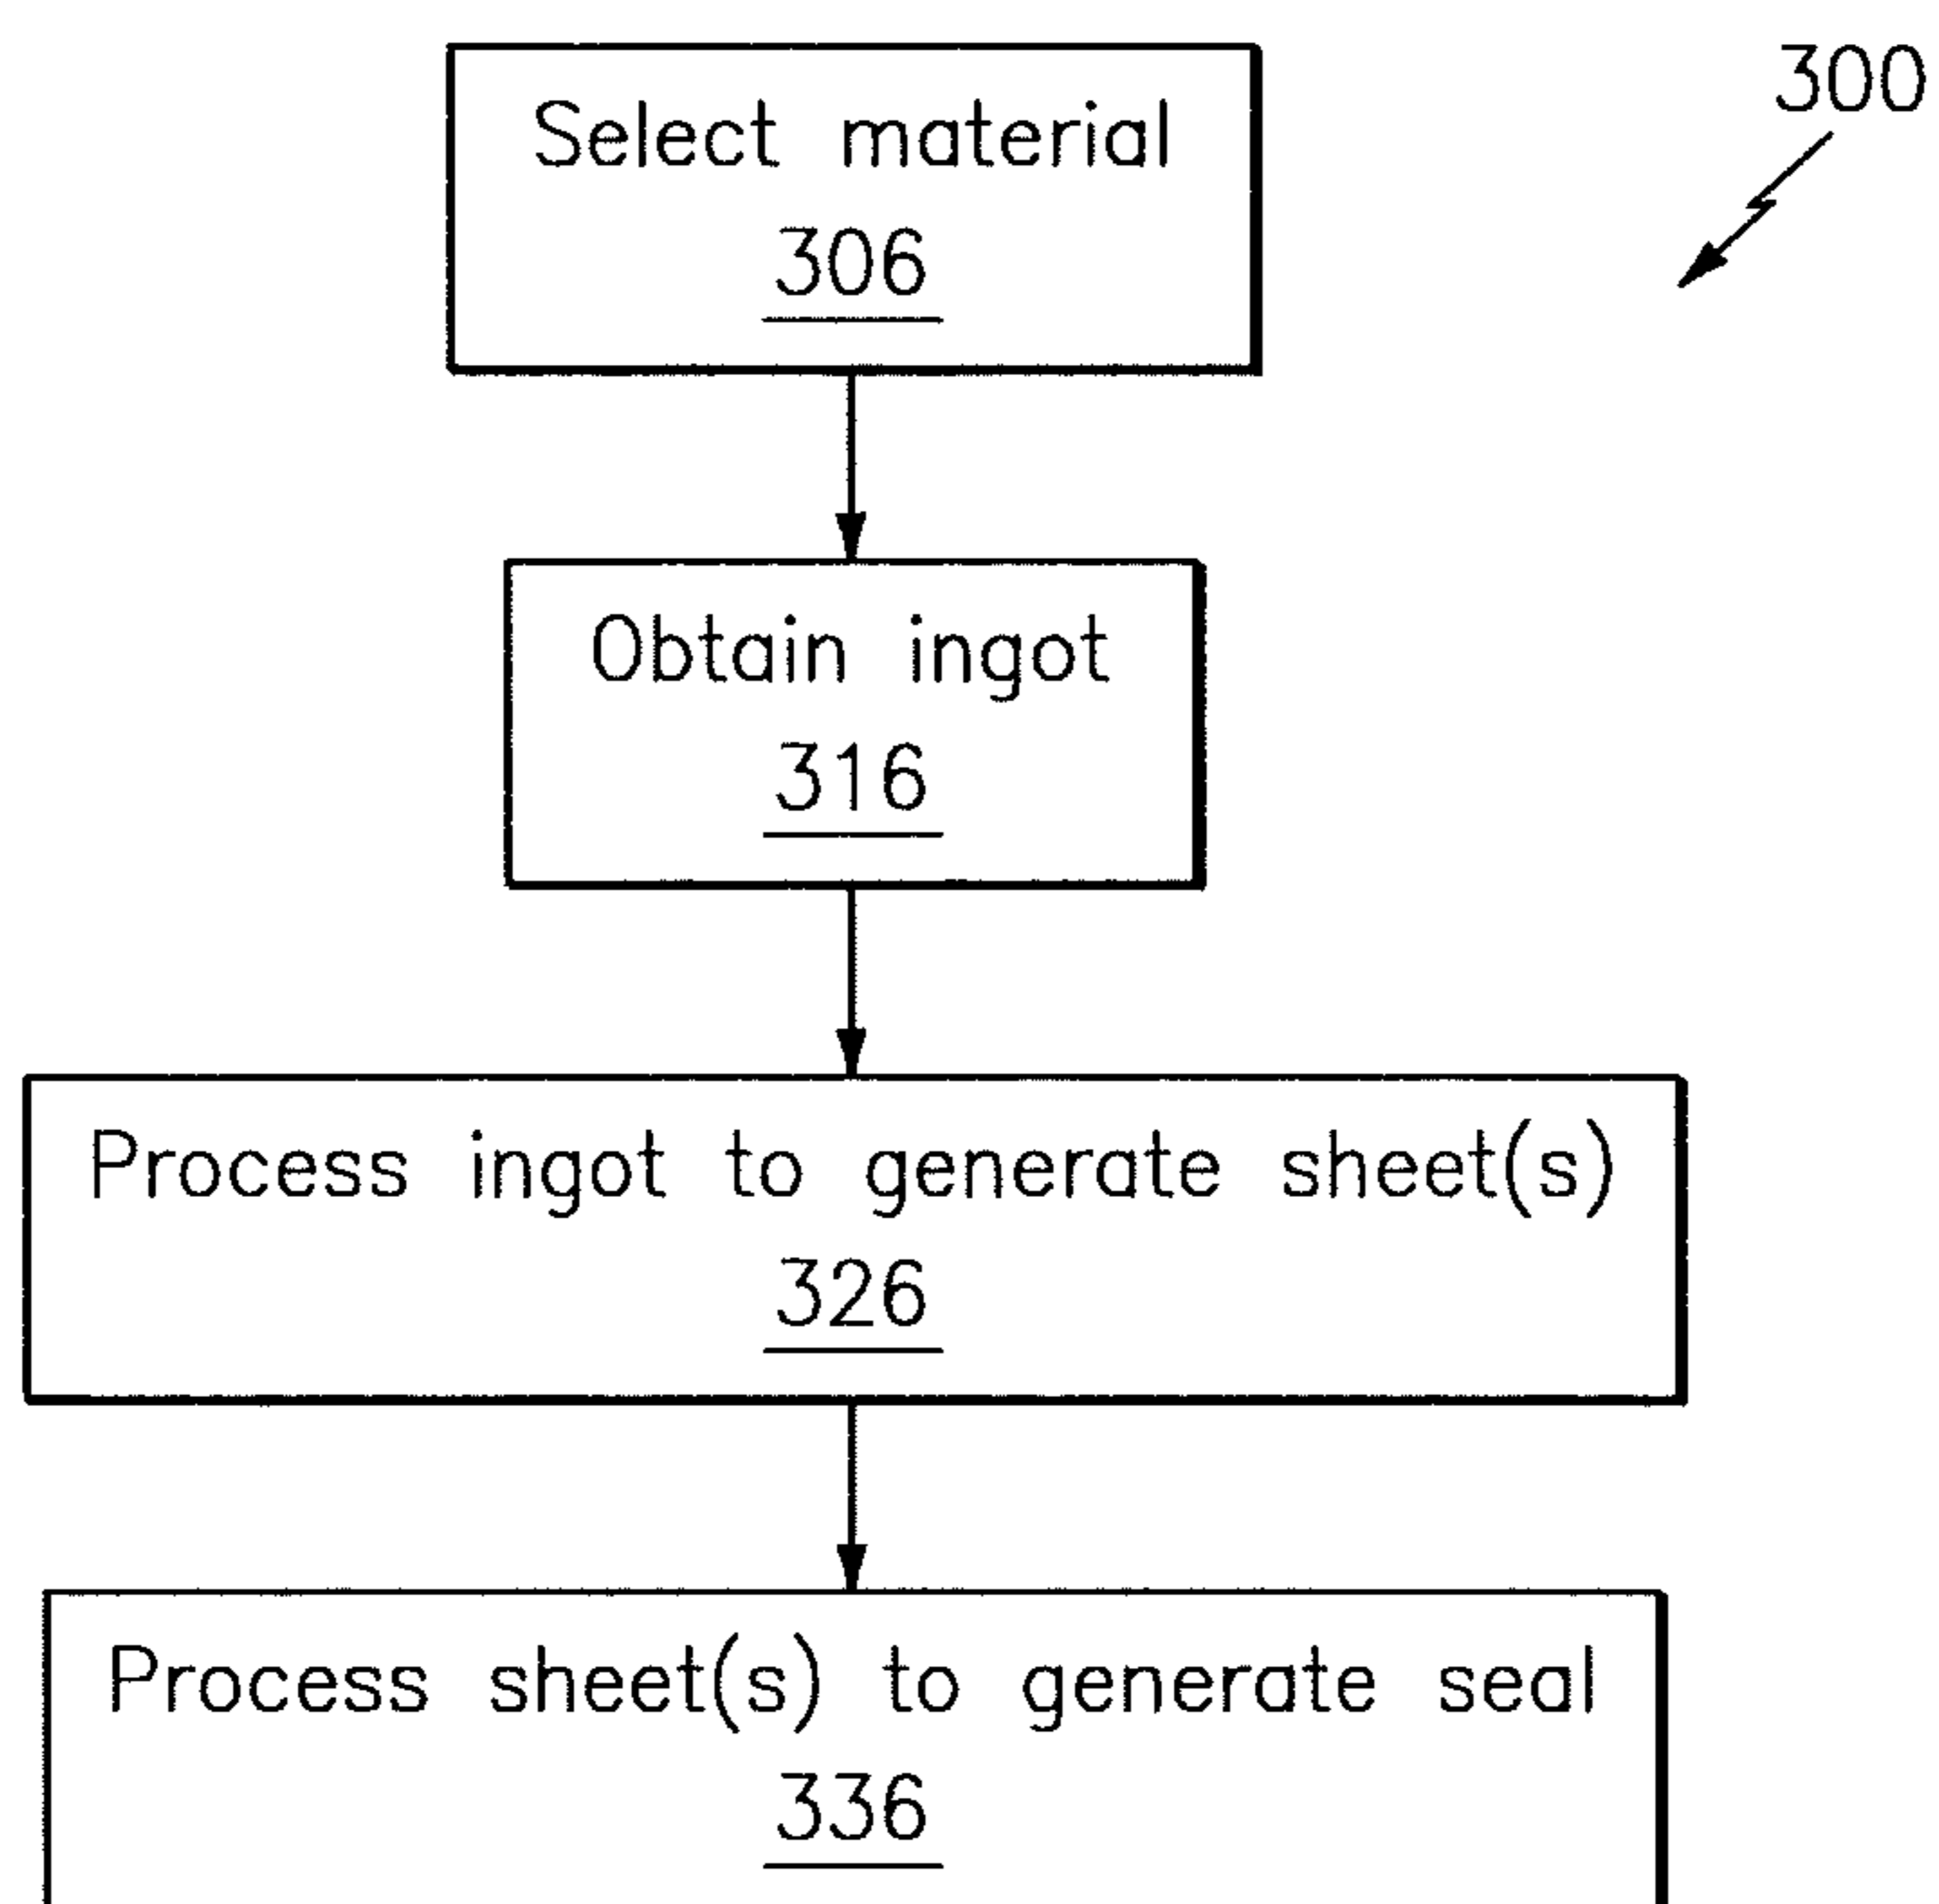 300
Select material
306
Obtain ingot
316
Process ingot to generate sheet(s)
326
Process sheet(s) to generate seal
336